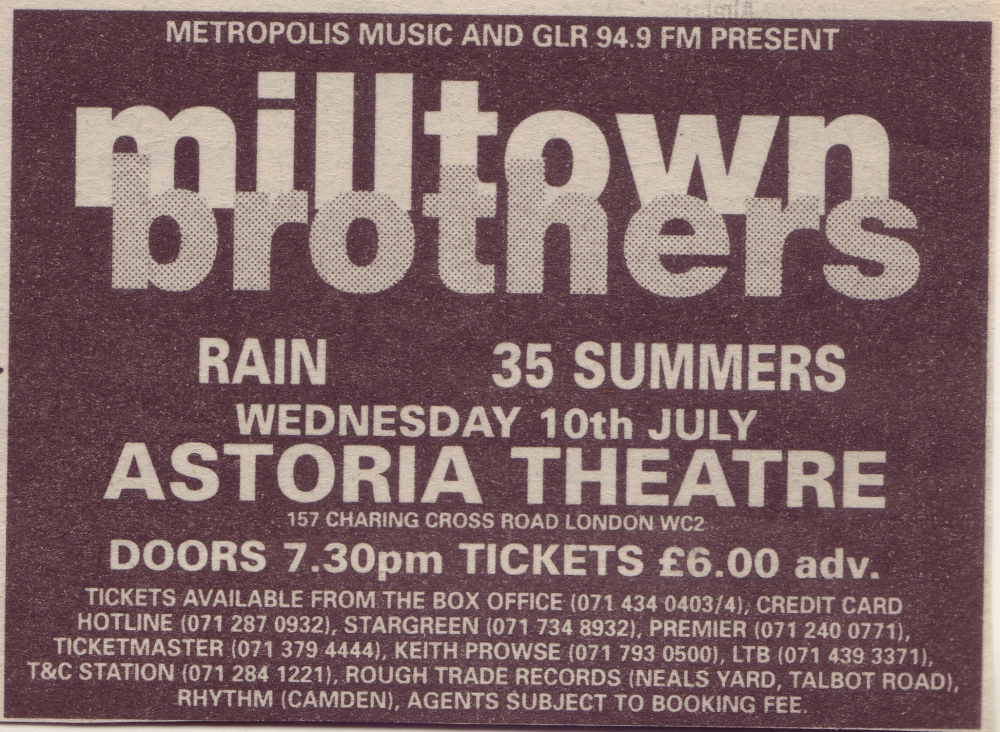 METROPOLIS MUSIC AND GLR 94.9 FM PRESENT
milltown
brothers
RAIN 35 SUMMERS
WEDNESDAY 10th JULY
ASTORIA THEATRE
157 CHARING CROSS ROAD LONDON WC2
DOORS 7.30pm TICKETS £6.00 adv.
TICKETS AVAILABLE FROM THE BOX OFFICE (071 434 0403/4), CREDIT CARD
HOTLINE (071 287 0932), STARGREEN (071 734 8932), PREMIER (071 240 0771),
TICKETMASTER (071 379 4444), KEITH PROWSE (071 793 0500), LTB (071 439 3371),
T&C STATION (071 284 1221), ROUGH TRADE RECORDS (NEALS YARD, TALBOT ROAD),
RHYTHM (CAMDEN), AGENTS SUBJECT TO BOOKING FEE.